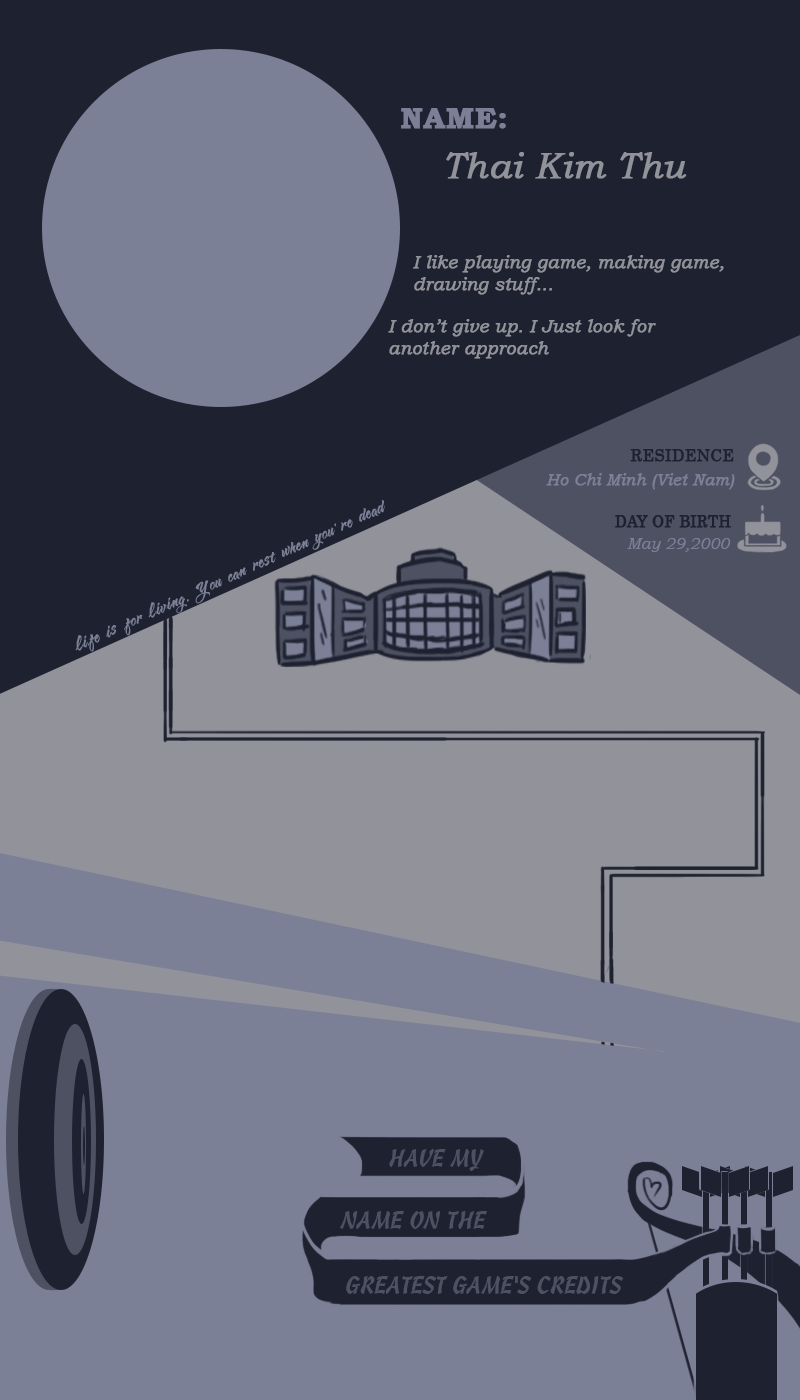 NAME:
Thai Kim Thu
I like playing game, making game,
drawing stuff...
I don't give up. I Just look for
another approach
RESIDENCE
Ho Chi Minh (Viet Nam)
DAY OF BIRTH
May 29,2000
life is for living. You can rest when you're dead
HAVE MY
NAME ON THE
GREATEST GAME'S CREDITS